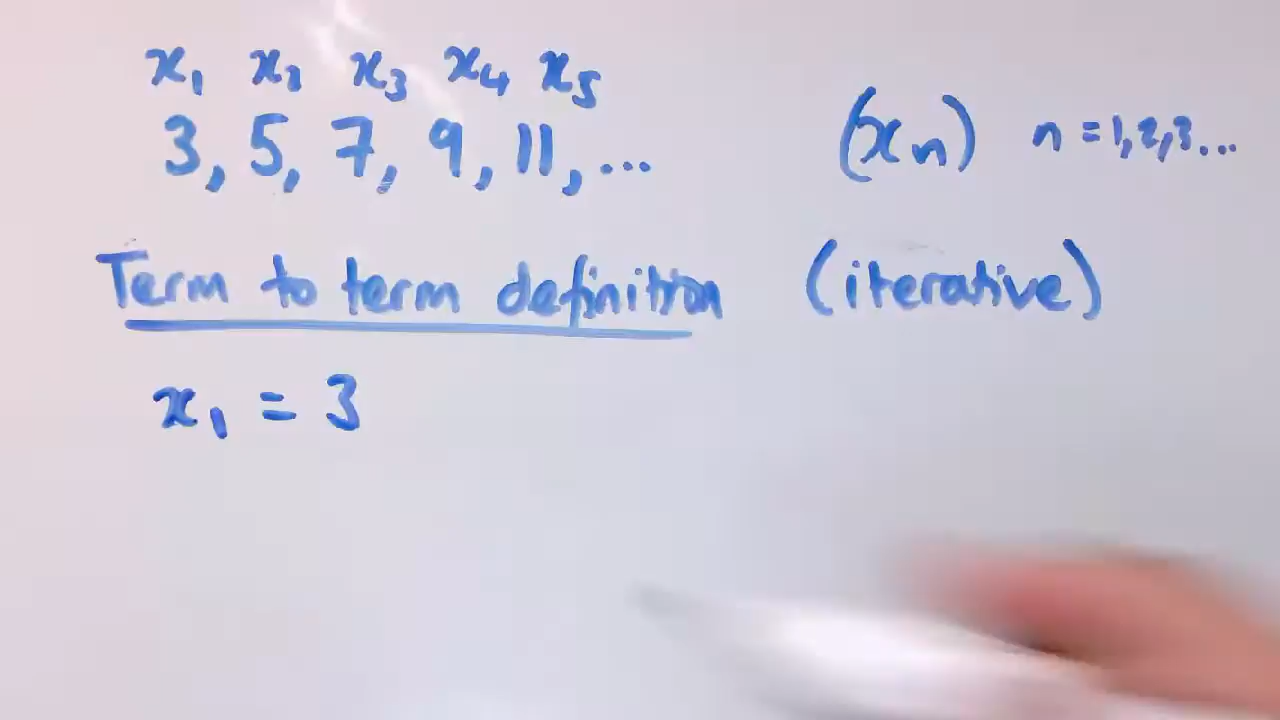 x₁ x₂ x₃ x₄ x₅
3, 5, 7, 9, 11, ...
(xₙ) n = 1, 2, 3...
Term to term definition (iterative)
x₁ = 3